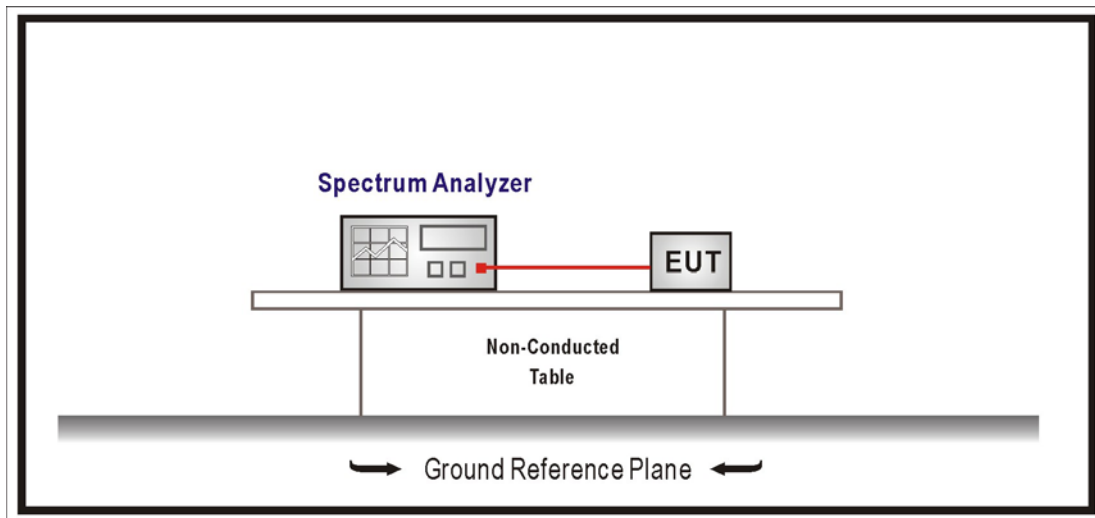 Spectrum Analyzer
EUT
Non-Conducted
Table
Ground Reference Plane